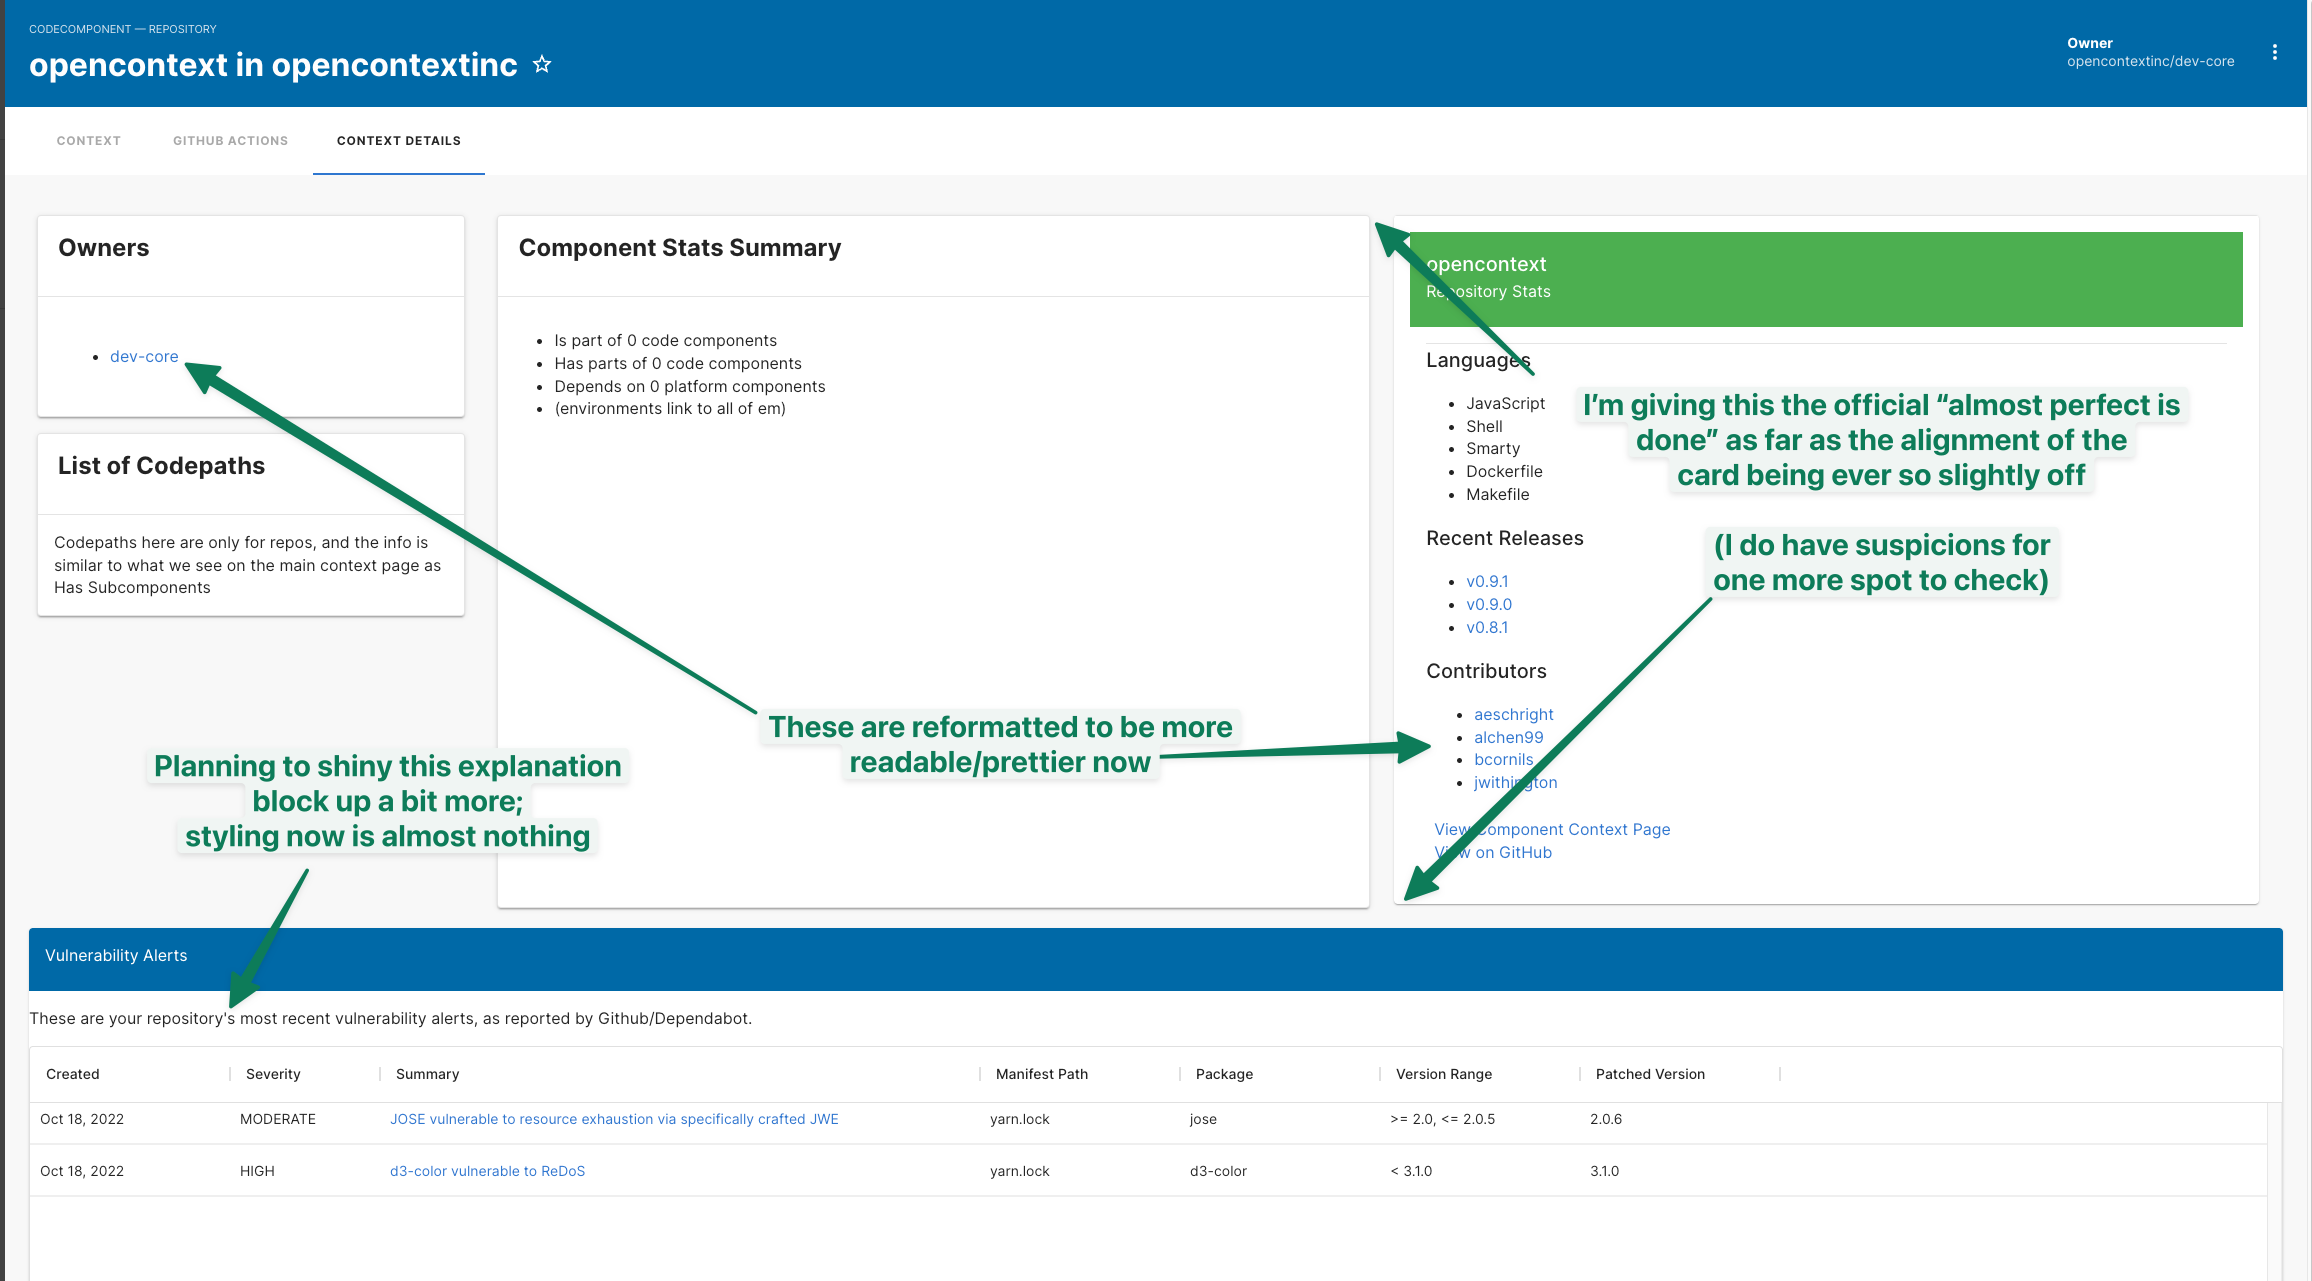 CODECOMPONENT — REPOSITORY
opencontext in opencontextinc
Owner
opencontextinc/dev-core
CONTEXT
GITHUB ACTIONS
CONTEXT DETAILS
Owners
dev-core
List of Codepaths
Codepaths here are only for repos, and the info is
similar to what we see on the main context page as
Has Subcomponents
Component Stats Summary
Is part of 0 code components
Has parts of 0 code components
Depends on 0 platform components
(environments link to all of em)
opencontext
Repository Stats
Languages
JavaScript
Shell
Smarty
Dockerfile
Makefile
Recent Releases
v0.9.1
v0.9.0
v0.8.1
Contributors
aeschright
alchen99
bcornils
jwithington
View Component Context Page
View on GitHub
I’m giving this the official “almost perfect is
done” as far as the alignment of the
card being ever so slightly off
(I do have suspicions for
one more spot to check)
These are reformatted to be more
readable/prettier now
Planning to shiny this explanation
block up a bit more;
styling now is almost nothing
Vulnerability Alerts
These are your repository's most recent vulnerability alerts, as reported by Github/Dependabot.
Created Severity Summary Manifest Path Package Version Range Patched Version
Oct 18, 2022 MODERATE JOSE vulnerable to resource exhaustion via specifically crafted JWE yarn.lock jose >= 2.0, <= 2.0.5 2.0.6
Oct 18, 2022 HIGH d3-color vulnerable to ReDoS yarn.lock d3-color < 3.1.0 3.1.0